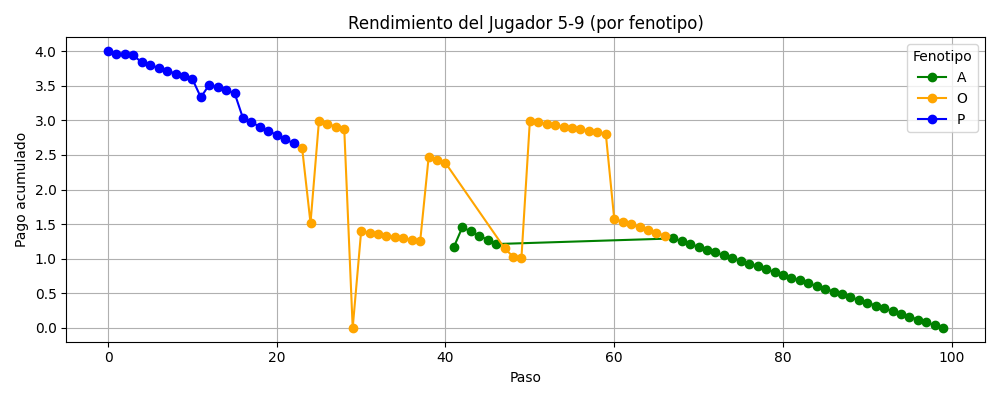 Rendimiento del Jugador 5-9 (por fenotipo)
Pago acumulado
4.0
3.5
3.0
2.5
2.0
1.5
1.0
0.5
0.0
Fenotipo
A
O
P
0 20 40 60 80 100
Paso